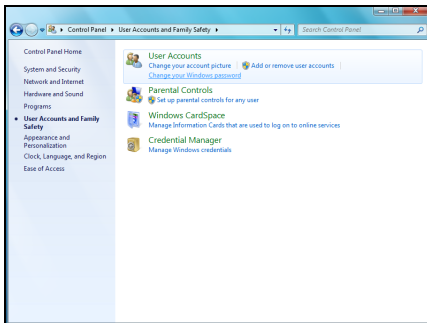 Control Panel ▸ User Accounts and Family Safety ▸
Search Control Panel
Control Panel Home
System and Security
Network and Internet
Hardware and Sound
Programs
User Accounts and Family
Safety
Appearance and
Personalization
Clock, Language, and Region
Ease of Access
User Accounts
Change your account picture
Add or remove user accounts
Change your Windows password
Parental Controls
Set up parental controls for any user
Windows CardSpace
Manage Information Cards that are used to log on to online services
Credential Manager
Manage Windows credentials